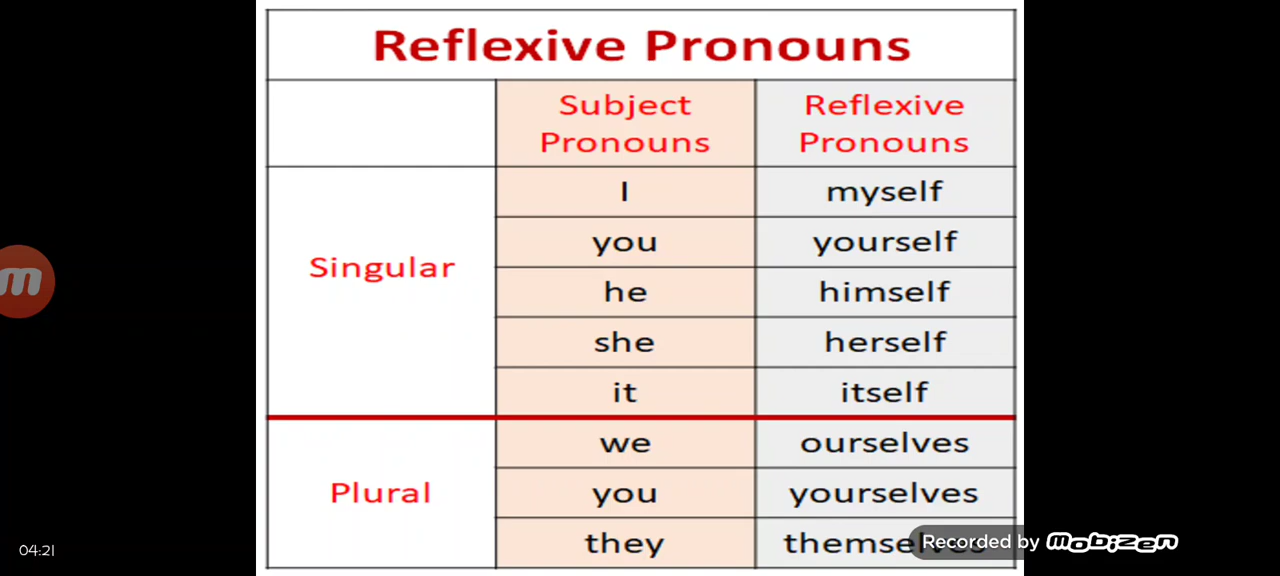 Reflexive Pronouns
Subject Pronouns
Reflexive Pronouns
Singular
I myself
you yourself
he himself
she herself
it itself
Plural
we ourselves
you yourselves
they themselves
Recorded by MOBIZEN
04:21
m